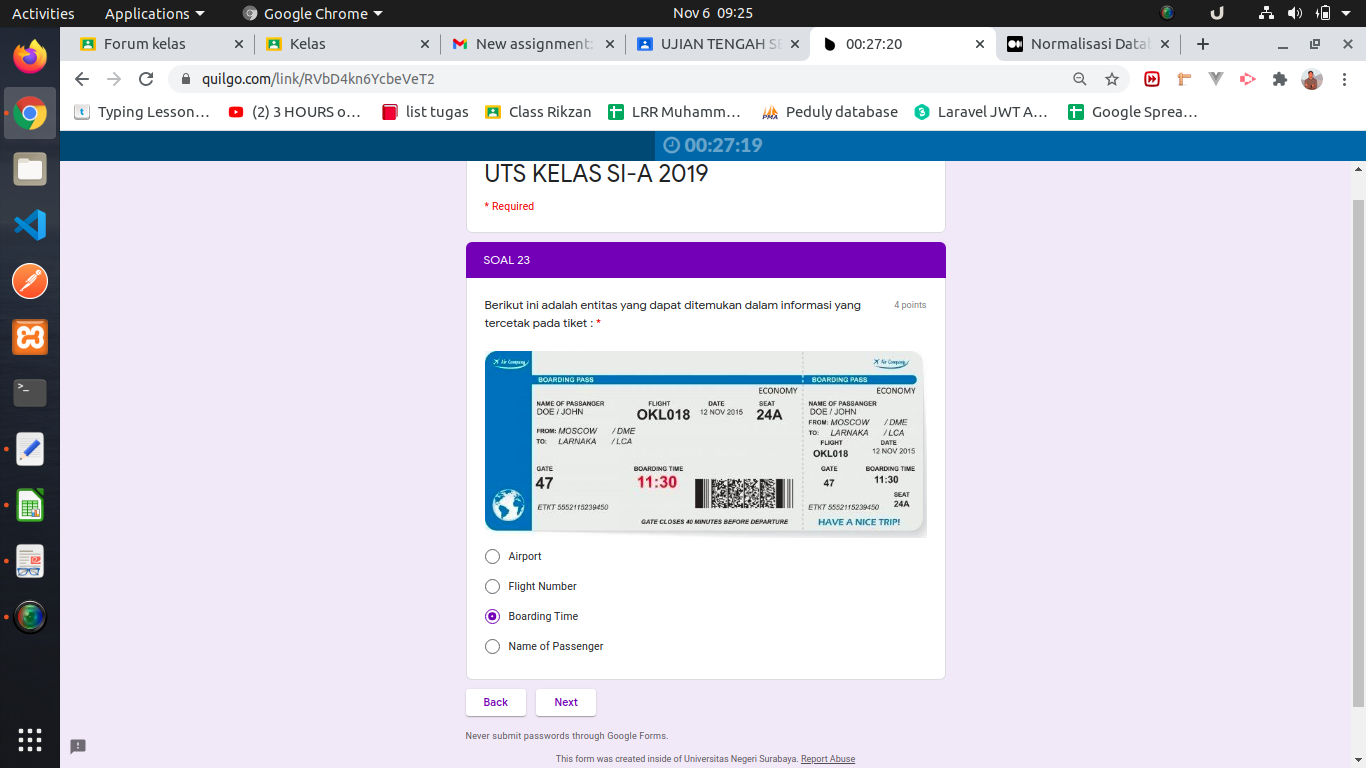 Activities Applications Google Chrome Nov 6 09:25
Forum kelas Kelas New assignment: UJIAN TENGAH SE 00:27:20 Normalisasi Datab
quilgo.com/link/RVbD4kn6YcbeVeT2
Typing Lesson… (2) 3 HOURS o… list tugas Class Rikzan LRR Muhamm… Peduly database Laravel JWT A… Google Sprea…
00:27:19
UTS KELAS SI-A 2019
* Required
SOAL 23
Berikut ini adalah entitas yang dapat ditemukan dalam informasi yang 4 points
tercetak pada tiket : *
Air Company Air Company
BOARDING PASS BOARDING PASS
ECONOMY ECONOMY
NAME OF PASSANGER FLIGHT DATE SEAT NAME OF PASSANGER
DOE / JOHN OKL018 12 NOV 2015 24A DOE / JOHN
FROM: MOSCOW / DME FROM: MOSCOW / DME
TO: LARNAKA / LCA TO: LARNAKA / LCA
FLIGHT DATE
OKL018 12 NOV 2015
GATE BOARDING TIME GATE BOARDING TIME
47 11:30 47 11:30
SEAT
ETKT 5552115239450 ETKT 5552115239450 24A
GATE CLOSES 40 MINUTES BEFORE DEPARTURE HAVE A NICE TRIP!
Airport
Flight Number
Boarding Time
Name of Passenger
Back Next
Never submit passwords through Google Forms.
This form was created inside of Universitas Negeri Surabaya. Report Abuse